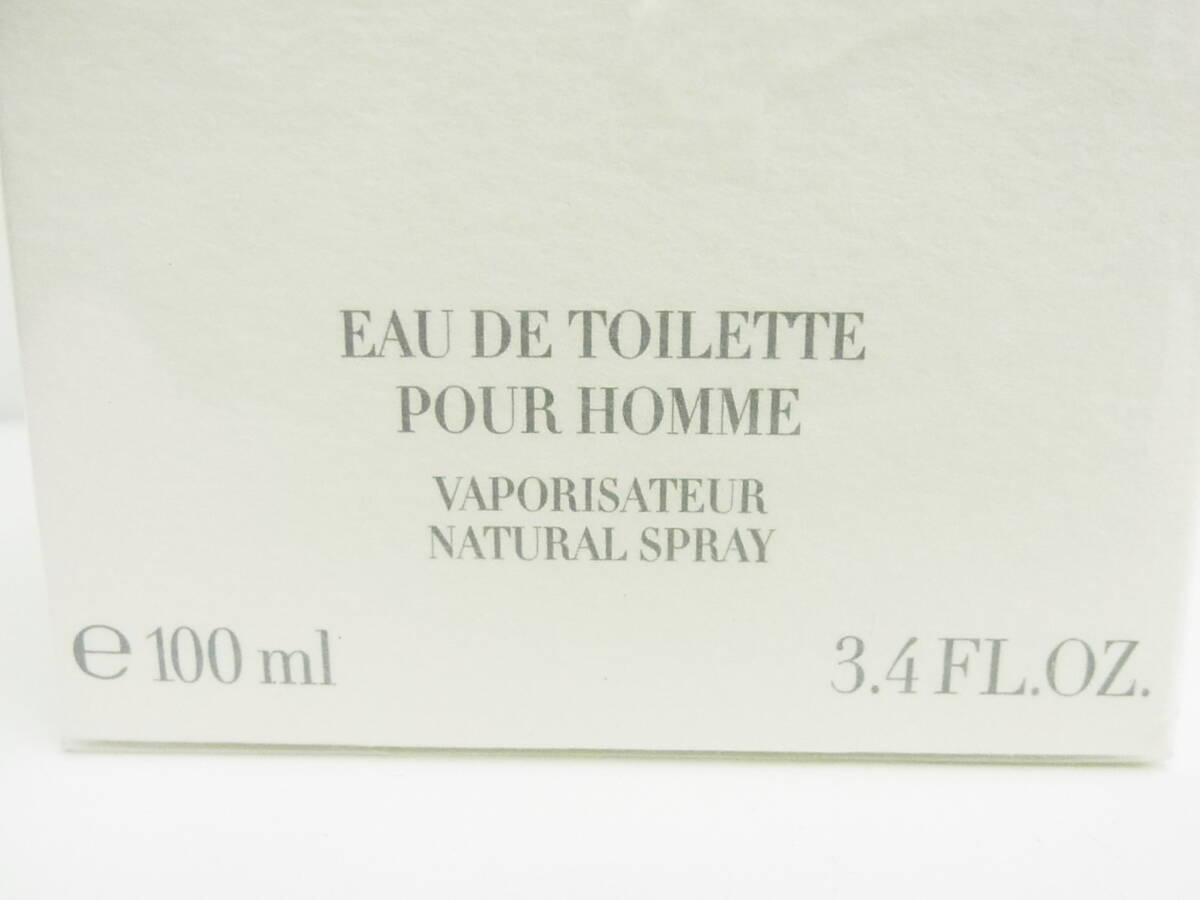 EAU DE TOILETTE
POUR HOMME
VAPORISATEUR
NATURAL SPRAY
℮ 100 ml 3.4 FL.OZ.